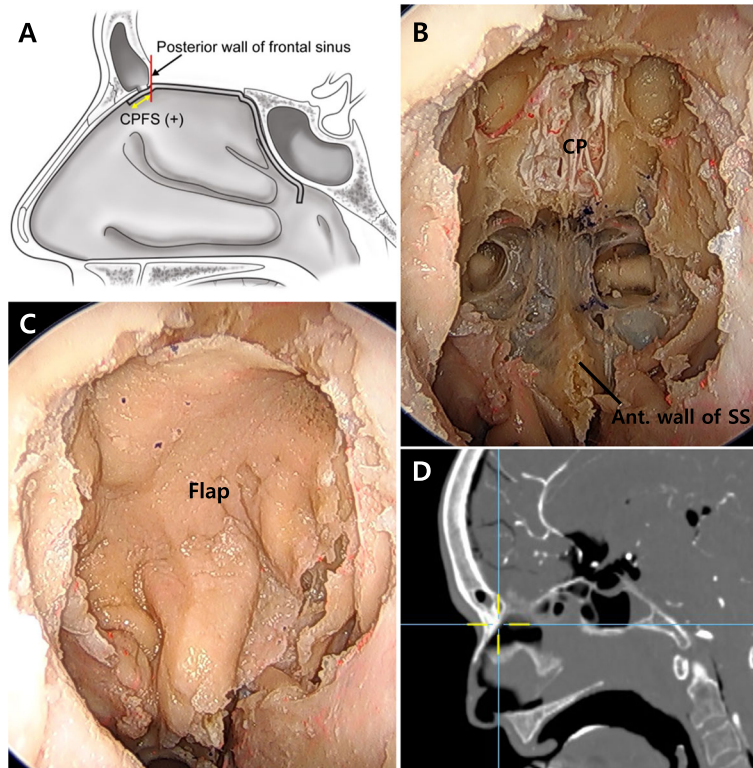 A
Posterior wall of frontal sinus
CPFS (+)
B
CP
Ant. wall of SS
C
Flap
D